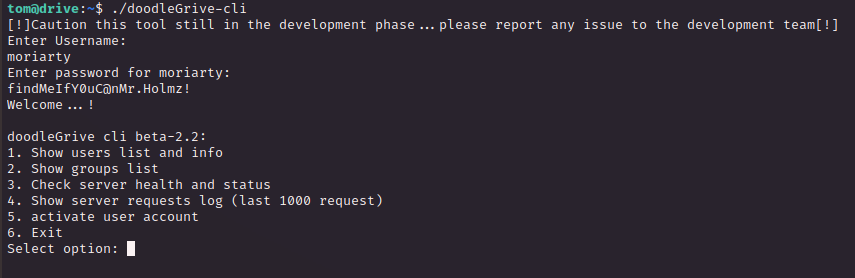 tom@drive:~$ ./doodleGrive-cli
[!]Caution this tool still in the development phase...please report any issue to the development team[!]
Enter Username:
moriarty
Enter password for moriarty:
findMeIfY0uC@nMr.Holmz!
Welcome...!
doodleGrive cli beta-2.2:
1. Show users list and info
2. Show groups list
3. Check server health and status
4. Show server requests log (last 1000 request)
5. activate user account
6. Exit
Select option: